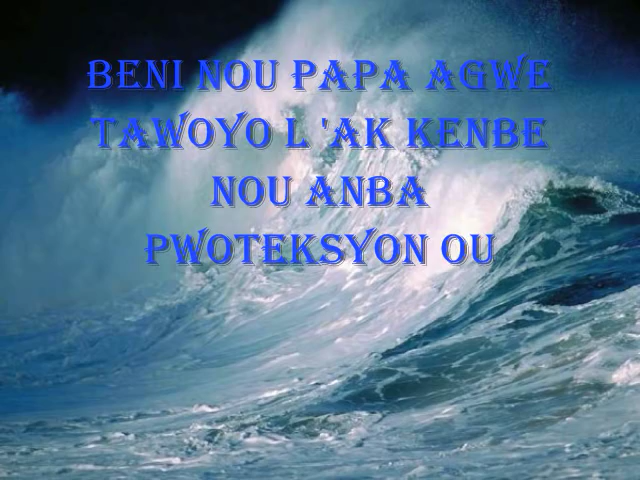 BENI NOU PAPA AGWE
TAWOYO L 'AK KENBE
NOU ANBA
PWOTEKSYON OU